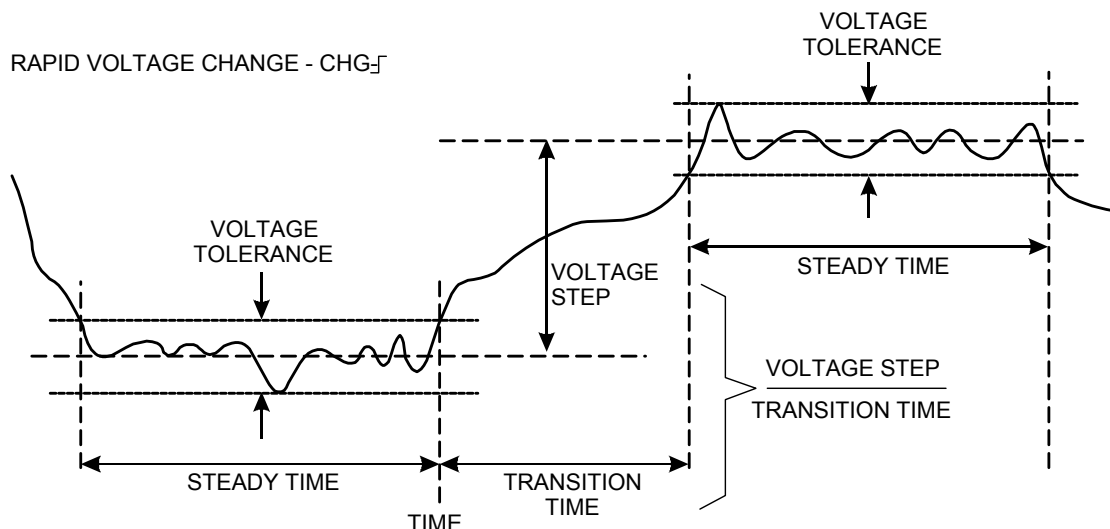 VOLTAGE
TOLERANCE
RAPID VOLTAGE CHANGE - CHG
VOLTAGE
TOLERANCE
VOLTAGE
STEP
STEADY TIME
VOLTAGE STEP
TRANSITION TIME
STEADY TIME
TRANSITION
TIME
TIME